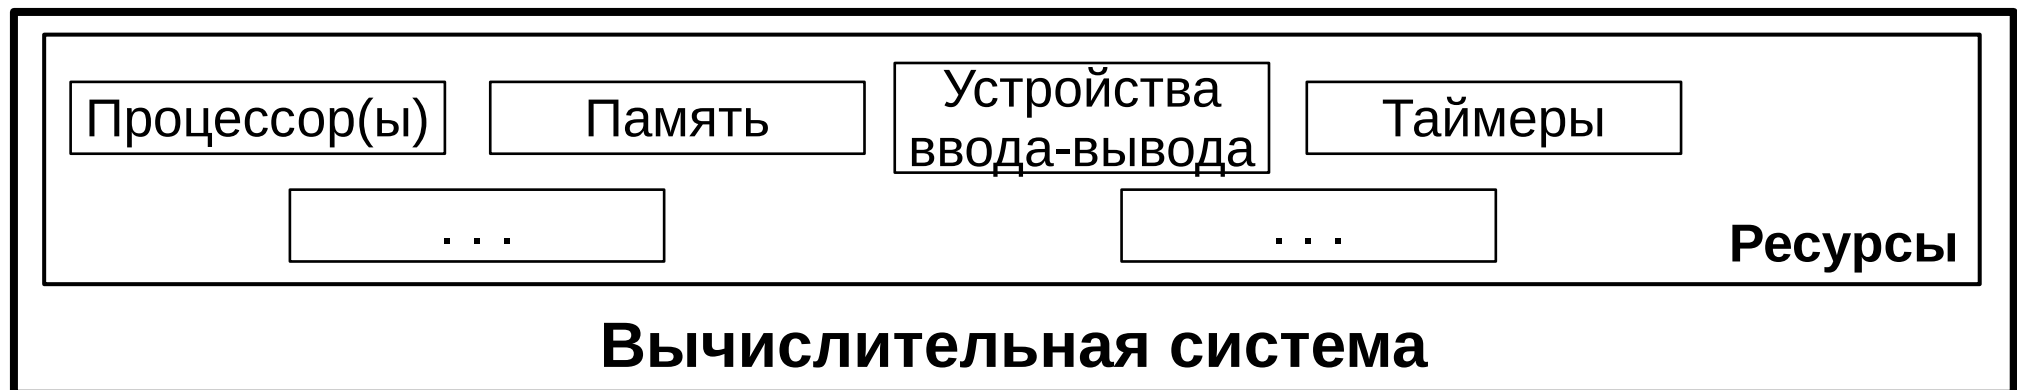 Процессор(ы)
Память
Устройства
ввода-вывода
Таймеры
. . .
. . .
Ресурсы
Вычислительная система